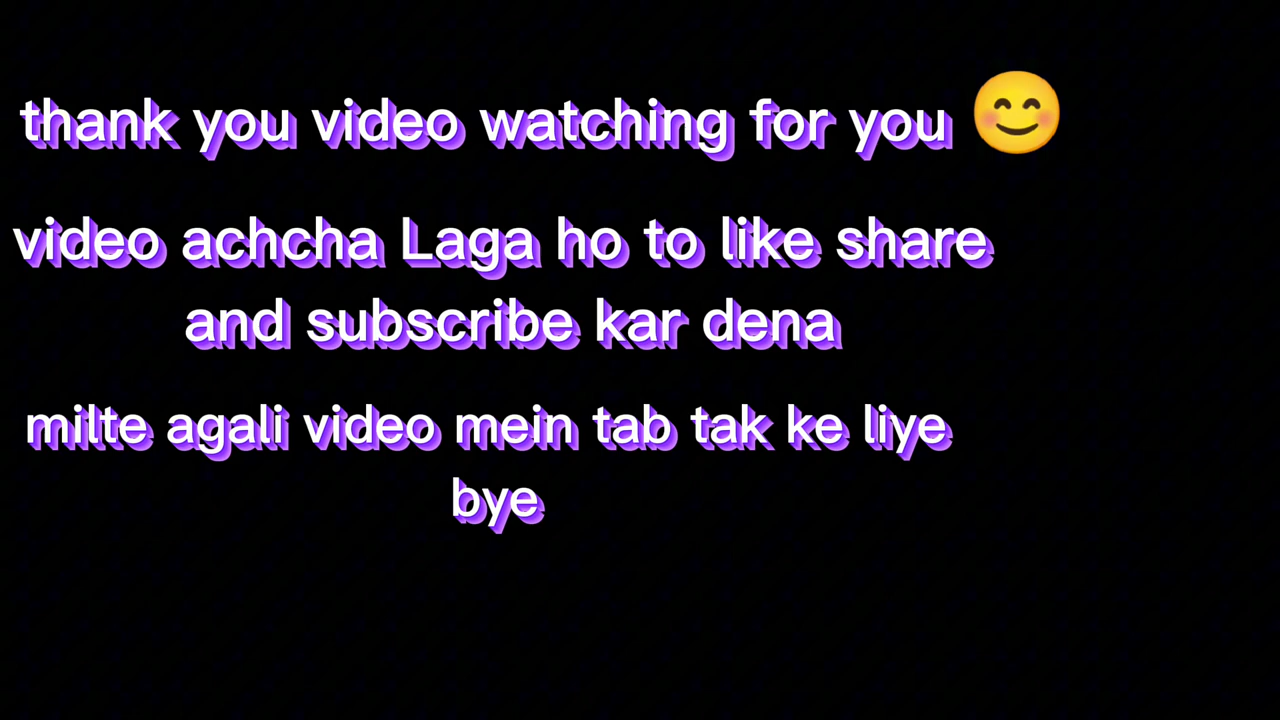 thank you video watching for you 😊
video achcha Laga ho to like share
and subscribe kar dena
milte agali video mein tab tak ke liye
bye